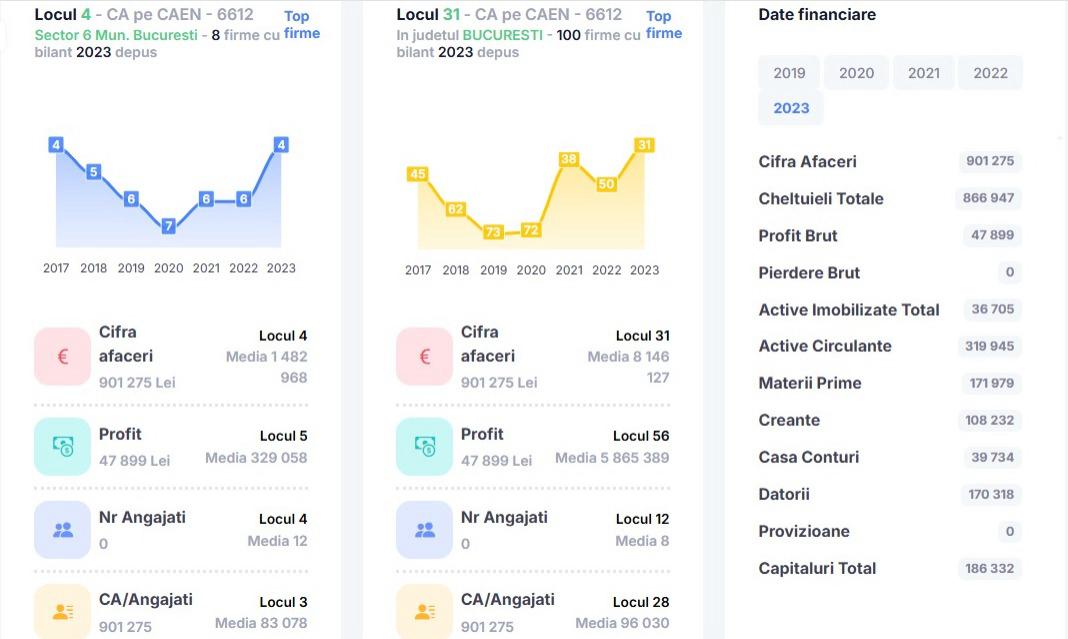 Locul 4 - CA pe CAEN - 6612
Top firme
Sector 6 Mun. Bucuresti - 8 firme cu
bilant 2023 depus
4
5
6
7
6
6
4
2017 2018 2019 2020 2021 2022 2023
Cifra
afaceri
901 275 Lei
Locul 4
Media 1 482
968
Profit
47 899 Lei
Locul 5
Media 329 058
Nr Angajati
0
Locul 4
Media 12
CA/Angajati
901 275
Locul 3
Media 83 078
Locul 31 - CA pe CAEN - 6612
Top firme
In judetul BUCURESTI - 100 firme cu
bilant 2023 depus
45
62
73
72
38
50
31
2017 2018 2019 2020 2021 2022 2023
Cifra
afaceri
901 275 Lei
Locul 31
Media 8 146
127
Profit
47 899 Lei
Locul 56
Media 5 865 389
Nr Angajati
0
Locul 12
Media 8
CA/Angajati
901 275
Locul 28
Media 96 030
Date financiare
2019 2020 2021 2022
2023
Cifra Afaceri 901 275
Cheltuieli Totale 866 947
Profit Brut 47 899
Pierdere Brut 0
Active Imobilizate Total 36 705
Active Circulante 319 945
Materii Prime 171 979
Creante 108 232
Casa Conturi 39 734
Datorii 170 318
Provizioane 0
Capitaluri Total 186 332